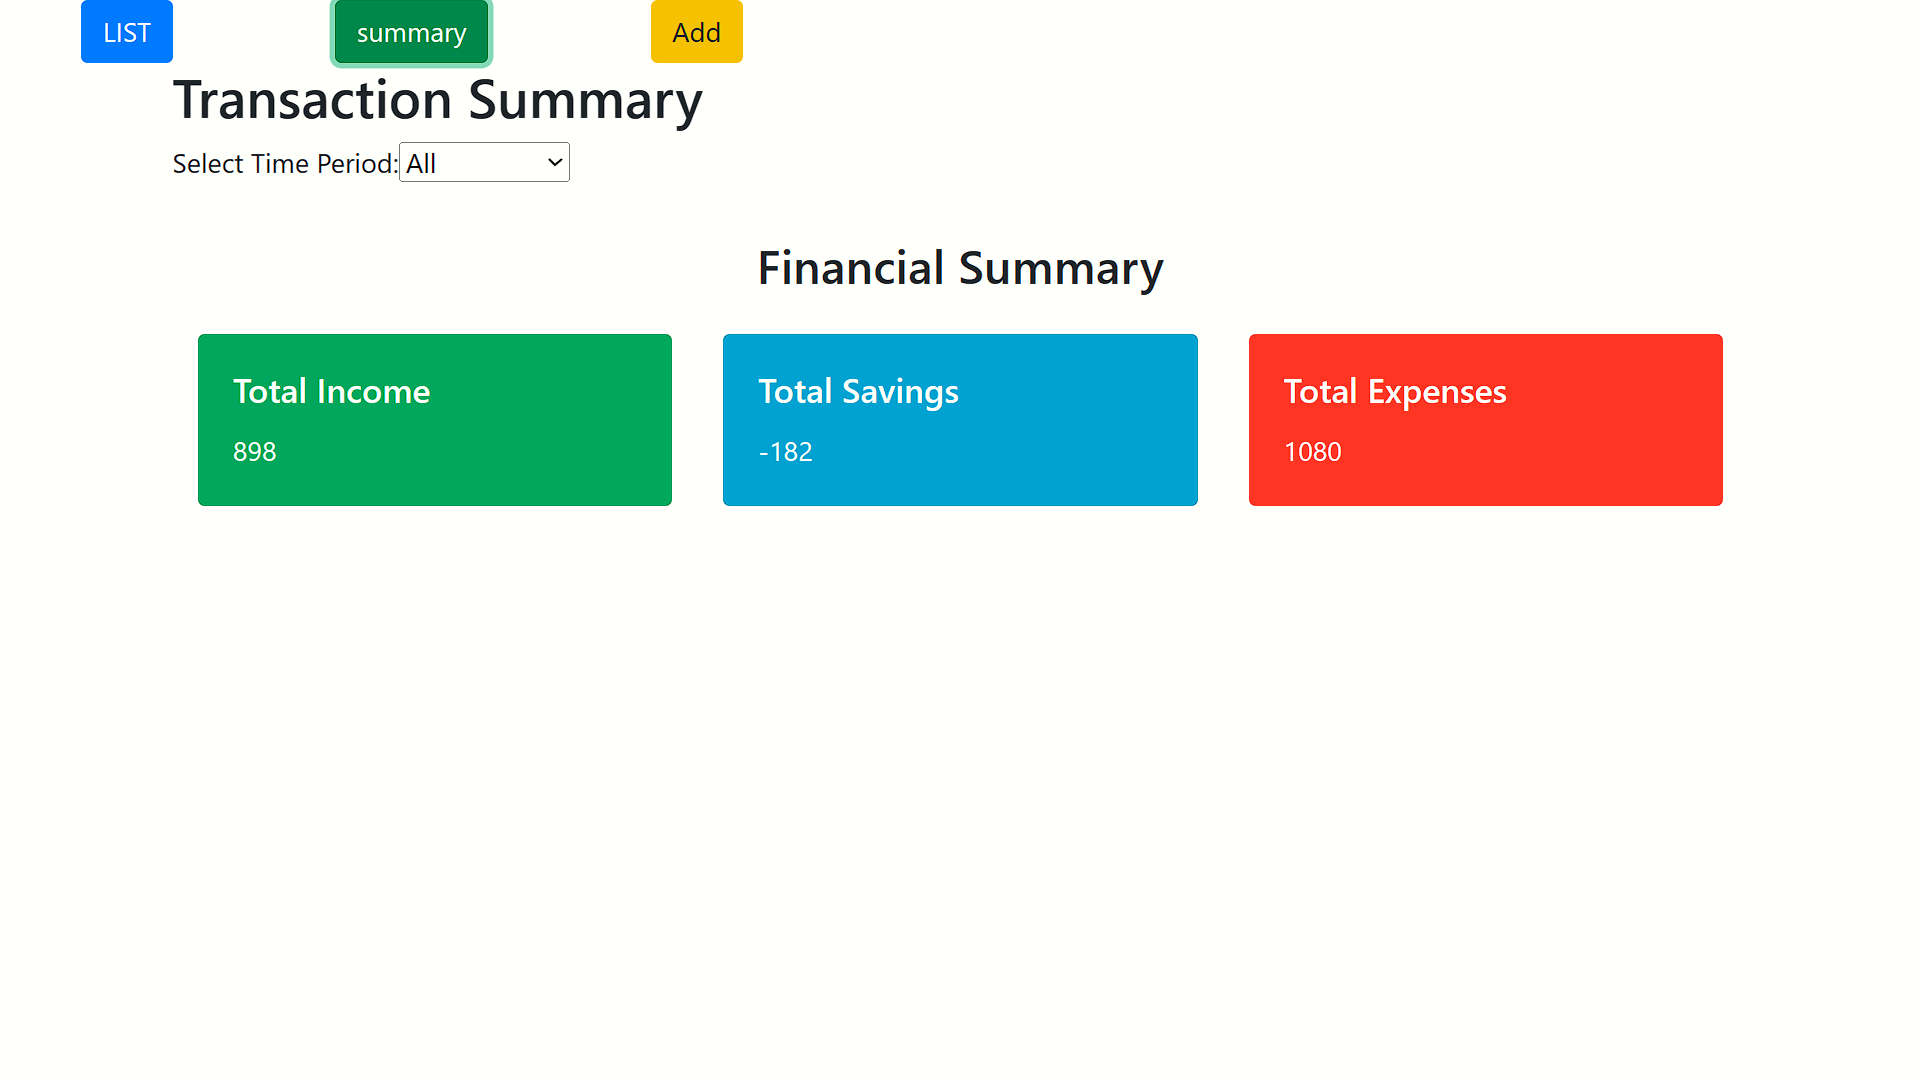 LIST summary Add
Transaction Summary
Select Time Period: All
Financial Summary
Total Income
898
Total Savings
-182
Total Expenses
1080